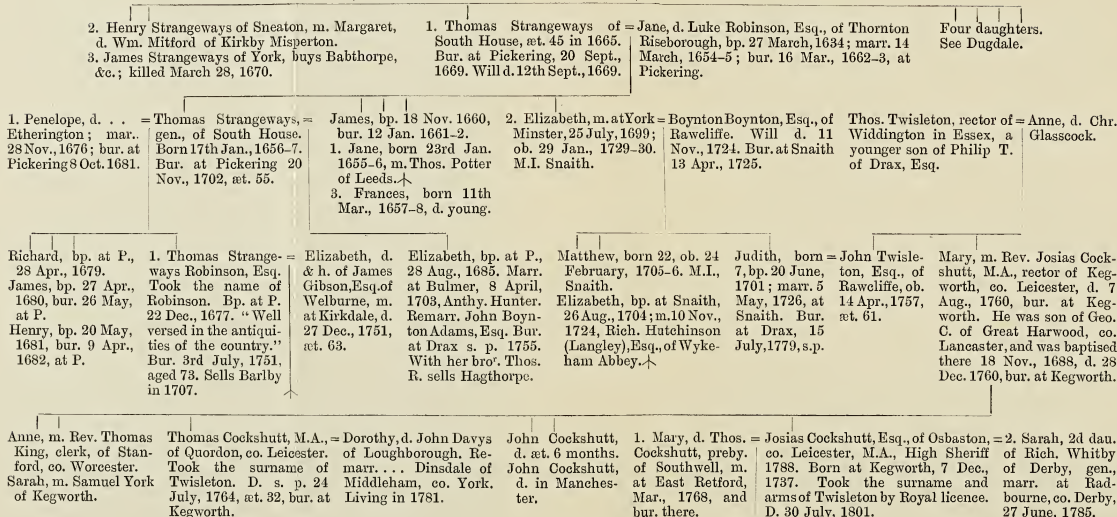 2. Henry Strangeways of Sneaton, m. Margaret,
d. Wm. Mitford of Kirkby Misperton.
3. James Strangeways of York, buys Babthorpe,
&c.; killed March 28, 1670.
1. Thomas Strangeways of =
South House, æt. 45 in 1665.
Bur. at Pickering, 20 Sept.,
1669. Will d. 12th Sept., 1669.
Jane, d. Luke Robinson, Esq., of Thornton
Riseborough, bp. 27 March, 1634; marr. 14
March, 1654–5; bur. 16 Mar., 1662–3, at
Pickering.
Four daughters.
See Dugdale.
1. Penelope, d. . . =
Etherington; mar..
28 Nov., 1676; bur. at
Pickering 8 Oct. 1681.
Thomas Strangeways, =
gen., of South House.
Born 17th Jan., 1656–7.
Bur. at Pickering 20
Nov., 1702, æt. 55.
James, bp. 18 Nov. 1660,
bur. 12 Jan. 1661–2.
1. Jane, born 23rd Jan.
1655–6, m. Thos. Potter
of Leeds.
3. Frances, born 11th
Mar., 1657–8, d. young.
2. Elizabeth, m. at York =
Minster, 25 July, 1699;
ob. 29 Jan., 1729–30.
M.I. Snaith.
Boynton Boynton, Esq., of
Rawcliffe. Will d. 11
Nov., 1724. Bur. at Snaith
13 Apr., 1725.
Thos. Twisleton, rector of =
Widdington in Essex, a
younger son of Philip T.
of Drax, Esq.
Anne, d. Chr.
Glasscock.
Richard, bp. at P.,
28 Apr., 1679.
James, bp. 27 Apr.,
1680, bur. 26 May,
at P.
Henry, bp. 20 May,
1681, bur. 9 Apr.,
1682, at P.
1. Thomas Strange- =
ways Robinson, Esq.
Took the name of
Robinson. Bp. at P.
22 Dec., 1677. "Well
versed in the antiqui-
ties of the country."
Bur. 3rd July, 1751,
aged 73. Sells Barlby
in 1707.
Elizabeth, d.
& h. of James
Gibson, Esq. of
Welburne, m.
at Kirkdale, d.
27 Dec., 1751,
æt. 63.
Elizabeth, bp. at P.,
28 Aug., 1685. Marr.
at Bulmer, 8 April,
1703, Anthy. Hunter.
Remarr. John Boyn-
ton Adams, Esq. Bur.
at Drax s. p. 1755.
With her bror. Thos.
R. sells Hagthorpe.
Matthew, born 22, ob. 24
February, 1705–6. M.I.,
Snaith.
Elizabeth, bp. at Snaith,
26 Aug., 1704; m. 10 Nov.,
1724, Rich. Hutchinson
(Langley), Esq., of Wyke-
ham Abbey.
Judith, born =
7, bp. 20 June,
1701; marr. 5
May, 1726, at
Snaith. Bur.
at Drax, 15
July, 1779, s.p.
John Twisle-
ton, Esq., of
Rawcliffe, ob.
14 Apr., 1757,
æt. 61.
Mary, m. Rev. Josias Cock-
shutt, M.A., rector of Keg-
worth, co. Leicester, d. 7
Aug., 1760, bur. at Keg-
worth. He was son of Geo.
C. of Great Harwood, co.
Lancaster, and was baptised
there 18 Nov., 1688, d. 28
Dec. 1760, bur. at Kegworth.
Anne, m. Rev. Thomas
King, clerk, of Stan-
ford, co. Worcester.
Sarah, m. Samuel York
of Kegworth.
Thomas Cockshutt, M.A., =
of Quordon, co. Leicester.
Took the surname of
Twisleton. D. s. p. 24
July, 1764, æt. 32, bur. at
Kegworth.
Dorothy, d. John Davys
of Loughborough. Re-
marr. . . . . Dinsdale of
Middleham, co. York.
Living in 1781.
John Cockshutt,
d. æt. 6 months.
John Cockshutt,
d. in Manches-
ter.
1. Mary, d. Thos. =
Cockshutt, preby.
of Southwell, m.
at East Retford,
Mar., 1768, and
bur. there.
Josias Cockshutt, Esq., of Osbaston, =
co. Leicester, M.A., High Sheriff
1788. Born at Kegworth, 7 Dec.,
1737. Took the surname and
arms of Twisleton by Royal licence.
D. 30 July, 1801.
2. Sarah, 2d dau.
of Rich. Whitby
of Derby, gen.,
marr. at Rad-
bourne, co. Derby,
27 June, 1785.